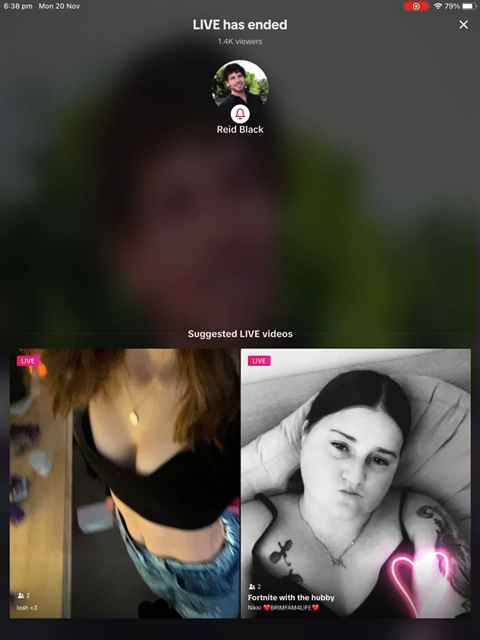 6:38 pm Mon 20 Nov
79%
LIVE has ended
1.4K viewers
Reid Black
Suggested LIVE videos
LIVE
LIVE
2
leah <3
2
Fortnite with the hubby
Nikki ❤️BRIMFAM4LIFE❤️